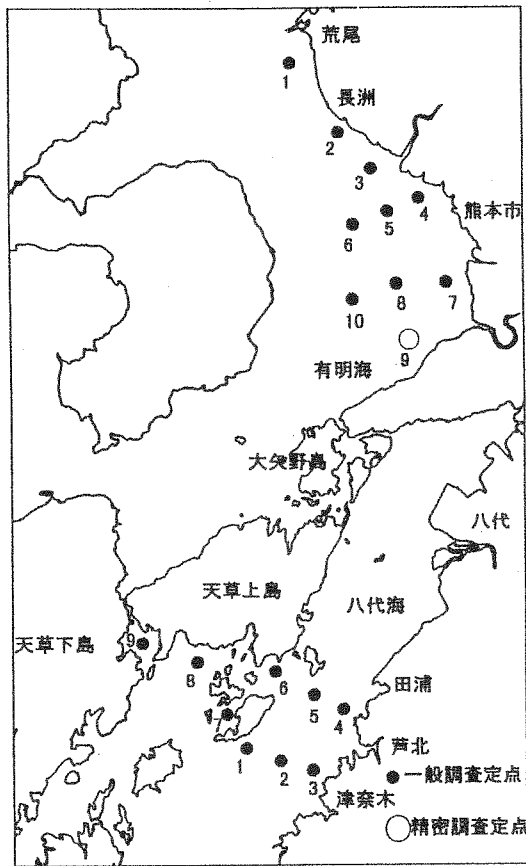 荒尾
1
長洲
2
3
4
熊本市
5
6
8
7
10
9
有明海
大矢野島
八代
天草上島
八代海
9
天草下島
8
6
田浦
5
4
1
芦北
2
3
●一般調査定点
津奈木
○精密調査定点